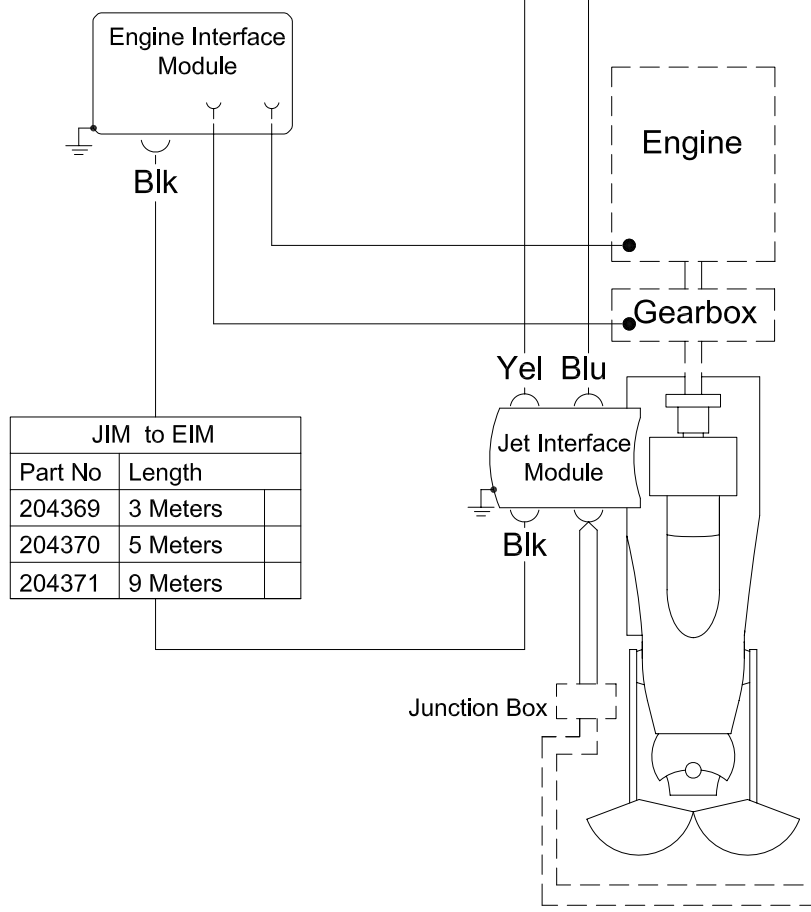 Engine Interface
Module
Blk
Engine
Gearbox
Yel Blu
Jet Interface
Module
Blk
JIM to EIM
Part No Length
204369 3 Meters
204370 5 Meters
204371 9 Meters
Junction Box